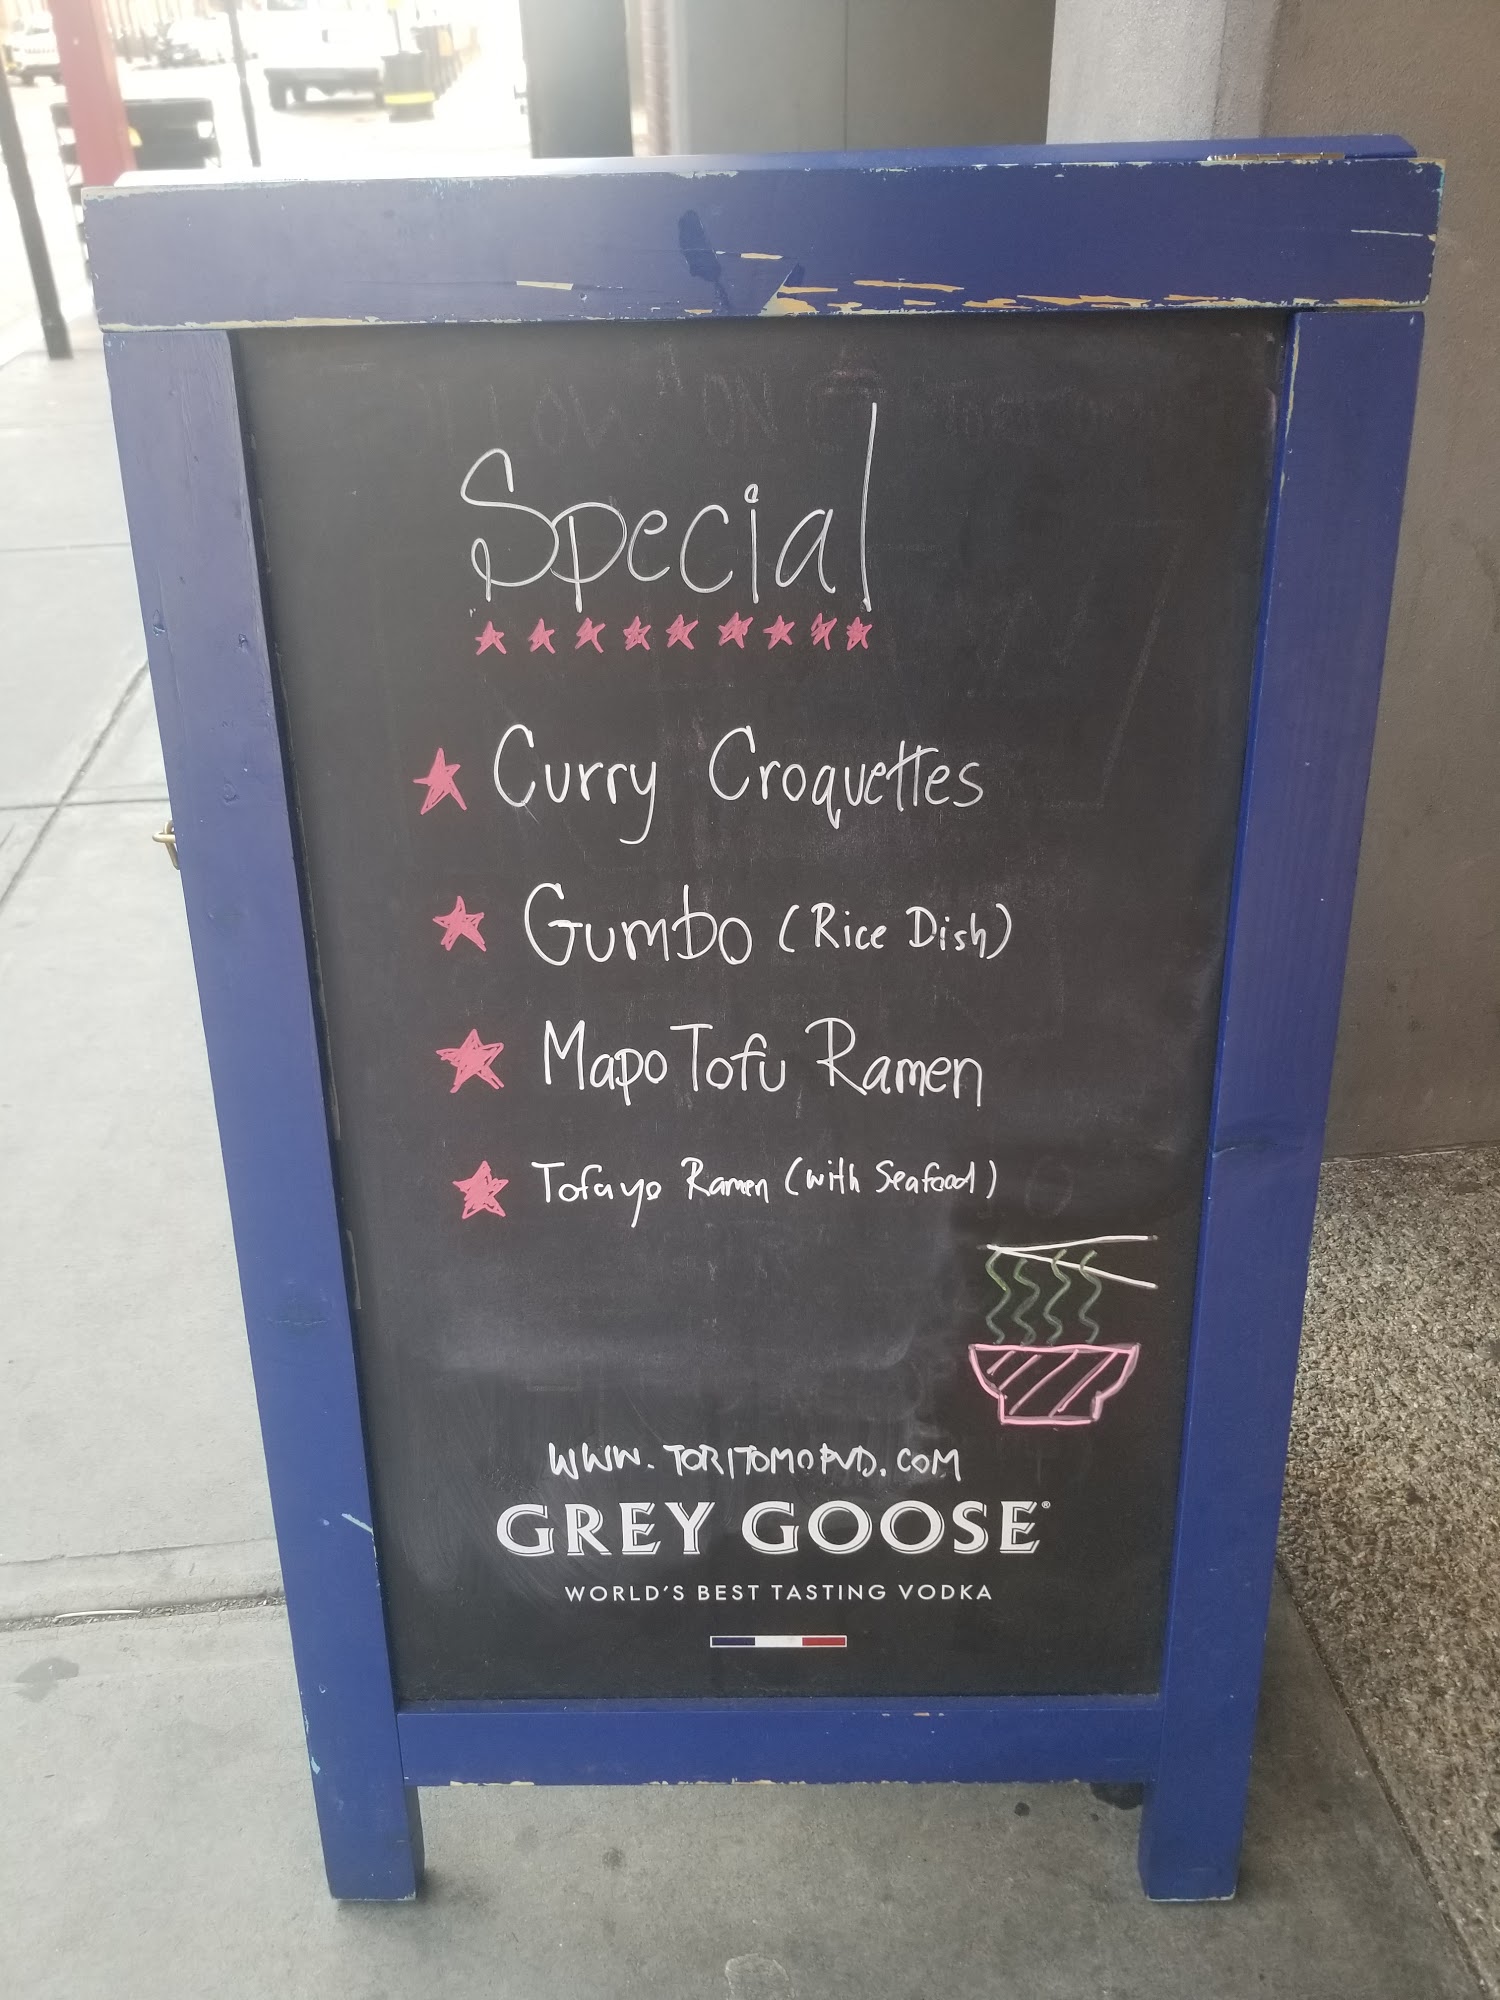 Special
Curry Croquettes
Gumbo (Rice Dish)
Mapo Tofu Ramen
Tofuyo Ramen (with Seafood)
WWW.TORITOMOPVD.COM
GREY GOOSE®
WORLD'S BEST TASTING VODKA